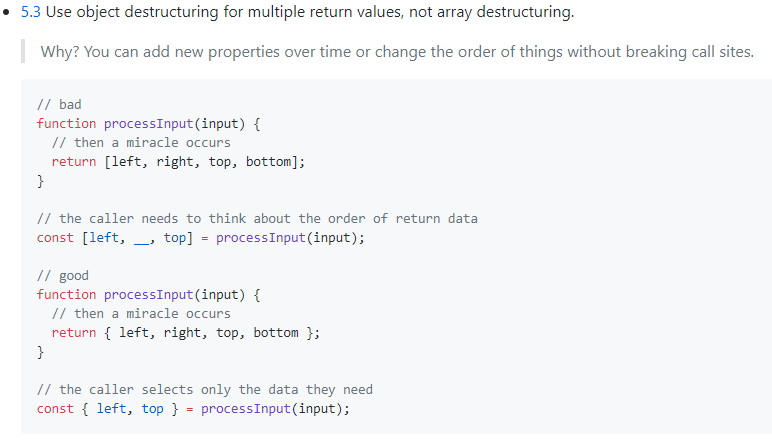 5.3 Use object destructuring for multiple return values, not array destructuring.
Why? You can add new properties over time or change the order of things without breaking call sites.
// bad
function processInput(input) {
  // then a miracle occurs
  return [left, right, top, bottom];
}
// the caller needs to think about the order of return data
const [left, __, top] = processInput(input);
// good
function processInput(input) {
  // then a miracle occurs
  return { left, right, top, bottom };
}
// the caller selects only the data they need
const { left, top } = processInput(input);